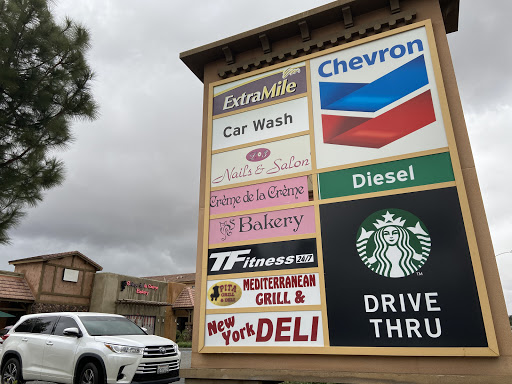 ExtraMile
Car Wash
Nails & Salon
Crème de la Crème
Bakery
TFitness 24/7
PITA
GRILL &
MEDITERRANEAN
GRILL &
New York DELI
Chevron
Diesel
DRIVE
THRU